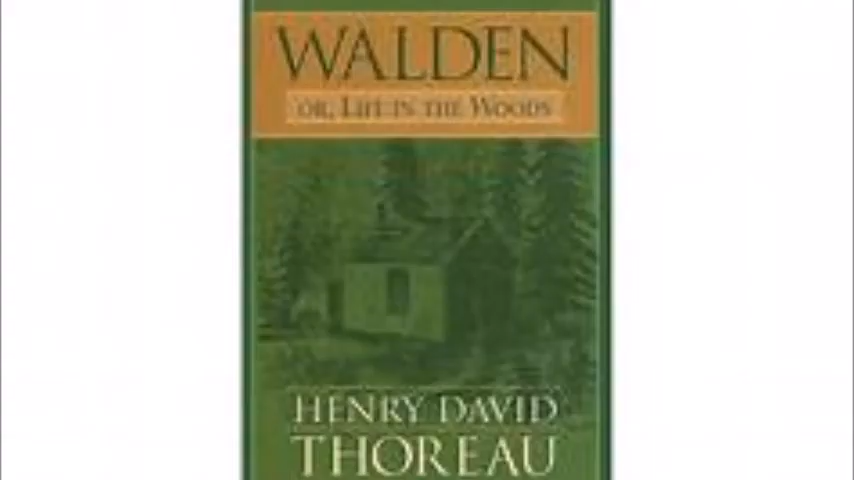 WALDEN
OR, LIFE IN THE WOODS
HENRY DAVID
THOREAU